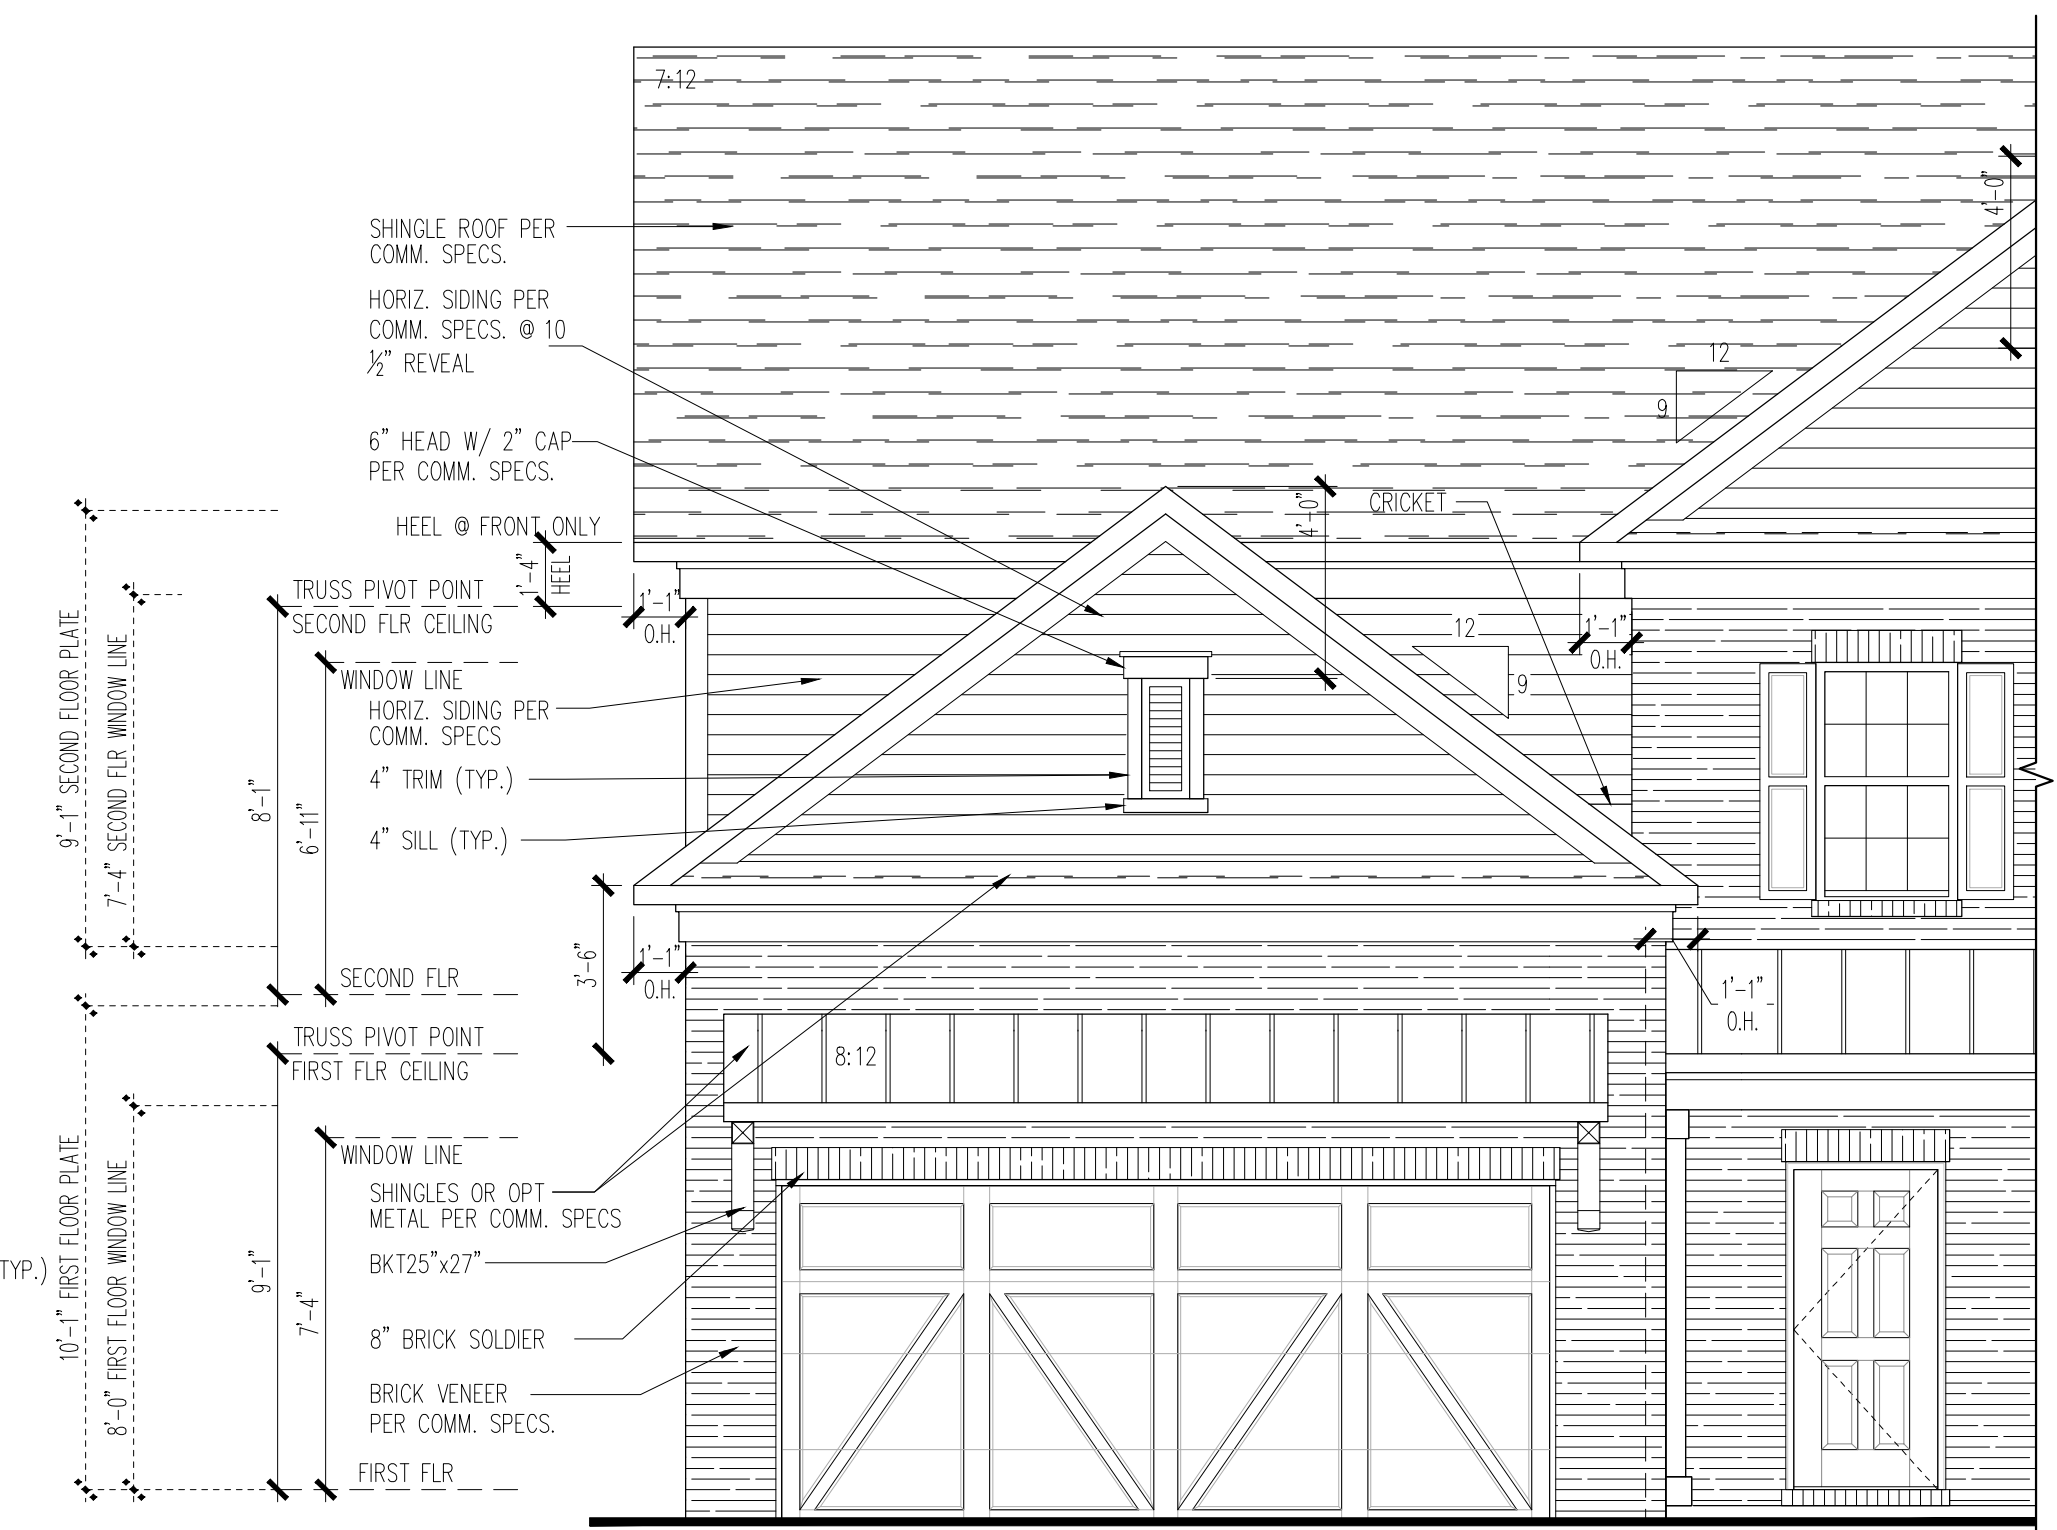 7:12
4'-0"
SHINGLE ROOF PER
COMM. SPECS.
HORIZ. SIDING PER
COMM. SPECS. @ 10
½" REVEAL
12
9
6" HEAD W/ 2" CAP
PER COMM. SPECS.
CRICKET
4'-0"
HEEL @ FRONT ONLY
1'-4"
HEEL
TRUSS PIVOT POINT
SECOND FLR CEILING
1'-1"
O.H.
1'-1"
O.H.
12
9
WINDOW LINE
HORIZ. SIDING PER
COMM. SPECS
4" TRIM (TYP.)
4" SILL (TYP.)
9'-1" SECOND FLOOR PLATE
7'-4" SECOND FLR WINDOW LINE
8'-1"
6'-11"
3'-6"
1'-1"
O.H.
SECOND FLR
1'-1"
O.H.
TRUSS PIVOT POINT
FIRST FLR CEILING
8:12
WINDOW LINE
SHINGLES OR OPT
METAL PER COMM. SPECS
BKT25"x27"
TYP.)
10'-1" FIRST FLOOR PLATE
8'-0" FIRST FLOOR WINDOW LINE
9'-1"
7'-4"
8" BRICK SOLDIER
BRICK VENEER
PER COMM. SPECS.
FIRST FLR